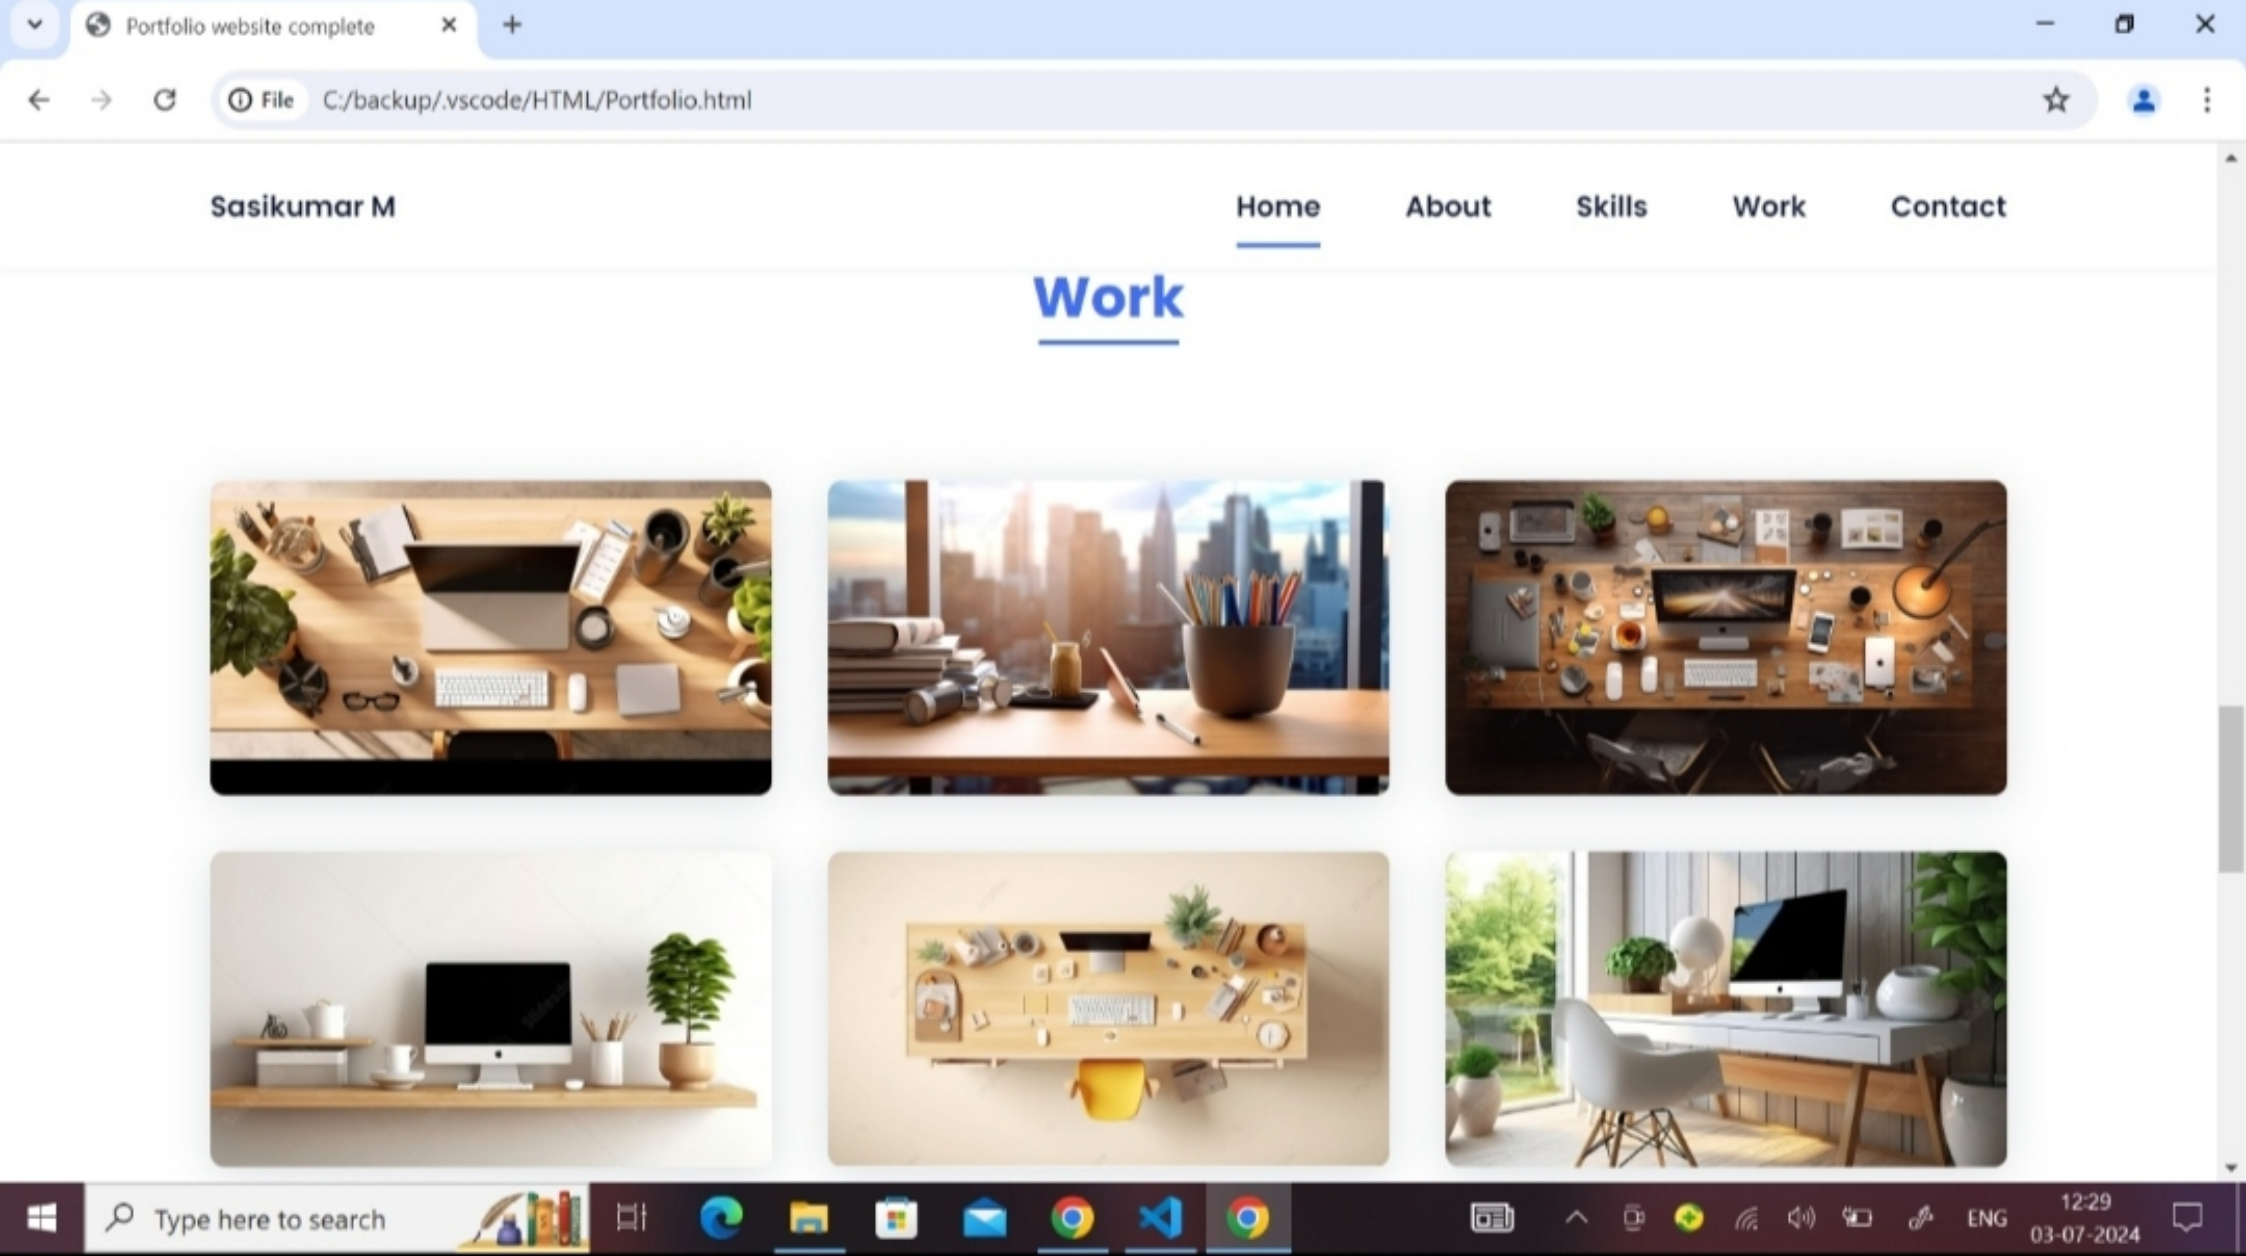 Portfolio website complete
File C:/backup/.vscode/HTML/Portfolio.html
Sasikumar M Home About Skills Work Contact
Work
Type here to search ENG 12:29
03-07-2024